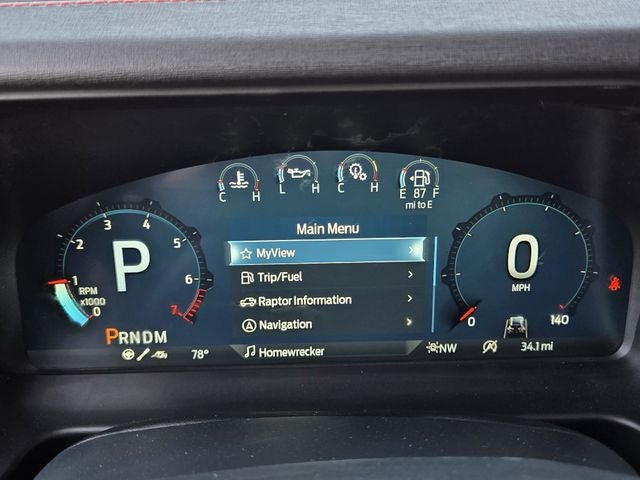 C H
L H
C H
E 87 F
mi to E
Main Menu
MyView
Trip/Fuel
Raptor Information
Navigation
Homewrecker
P
RPM
x1000
0
1
2
3
4
5
6
7
PRNDM
78°
0
MPH
0
140
NW
34.1 mi